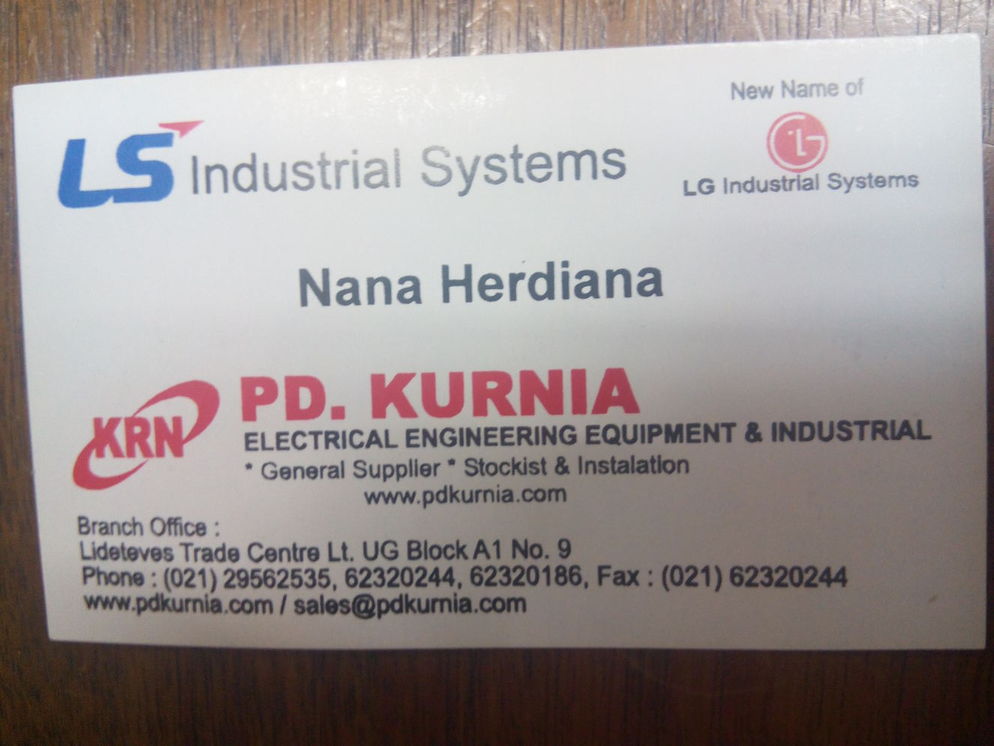 LS Industrial Systems
New Name of
LG
LG Industrial Systems
Nana Herdiana
KRN
PD. KURNIA
ELECTRICAL ENGINEERING EQUIPMENT & INDUSTRIAL
* General Supplier * Stockist & Instalation
www.pdkurnia.com
Branch Office :
Lideteves Trade Centre Lt. UG Block A1 No. 9
Phone : (021) 29562535, 62320244, 62320186, Fax : (021) 62320244
www.pdkurnia.com / sales@pdkurnia.com